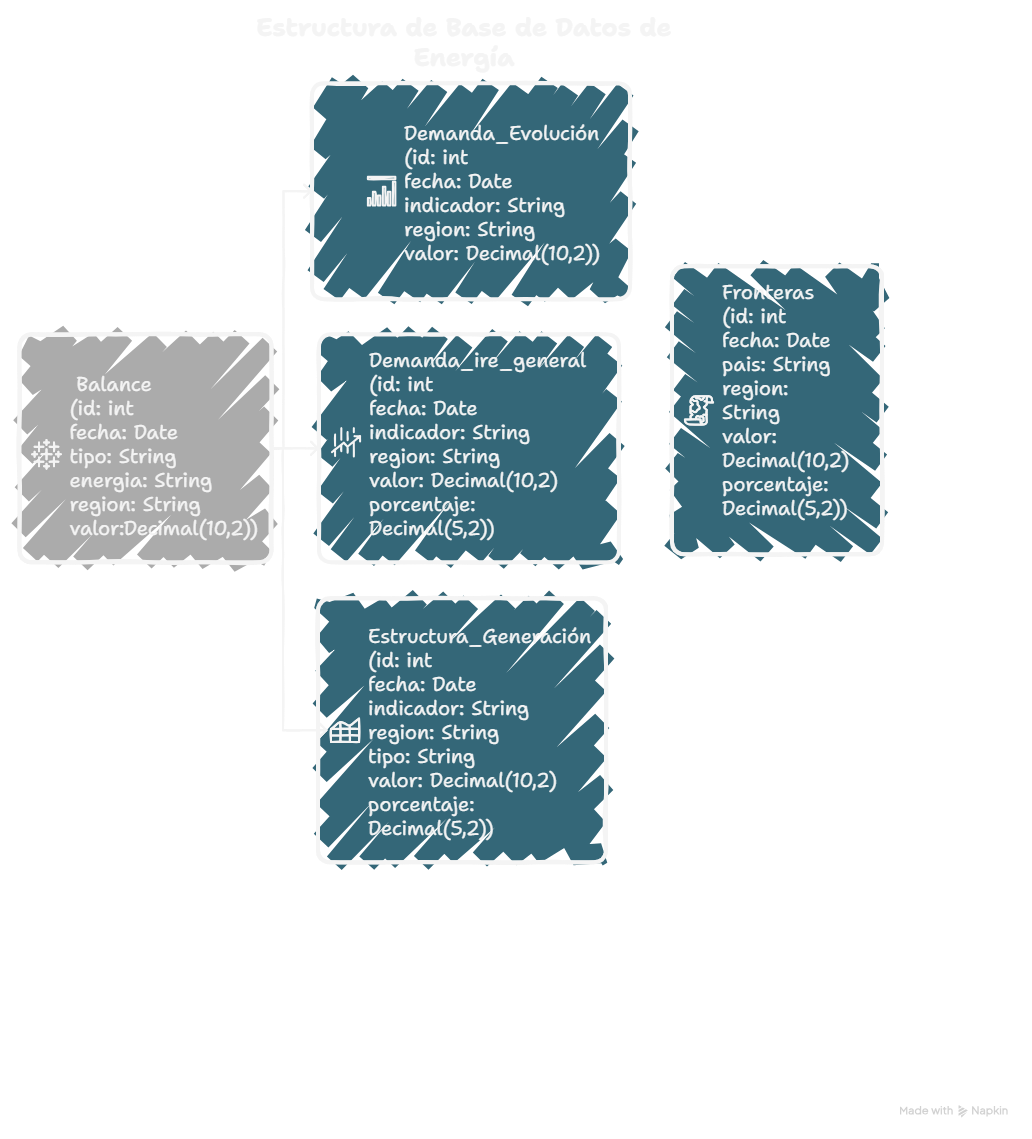 Estructura de Base de Datos de
Energía
Demanda_Evolución
(id: int
fecha: Date
indicador: String
region: String
valor: Decimal(10,2))
Balance
(id: int
fecha: Date
tipo: String
energia: String
region: String
valor:Decimal(10,2))
Demanda_ire_general
(id: int
fecha: Date
indicador: String
region: String
valor: Decimal(10,2)
porcentaje:
Decimal(5,2))
Fronteras
(id: int
fecha: Date
pais: String
region:
String
valor:
Decimal(10,2)
porcentaje:
Decimal(5,2))
Estructura_Generación
(id: int
fecha: Date
indicador: String
region: String
tipo: String
valor: Decimal(10,2)
porcentaje:
Decimal(5,2))
Made with Napkin